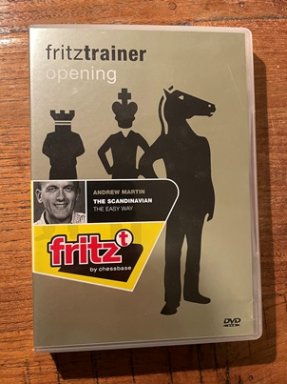 fritztrainer
opening
ANDREW MARTIN
THE SCANDINAVIAN
THE EASY WAY
fritz t
by chessbase
DVD